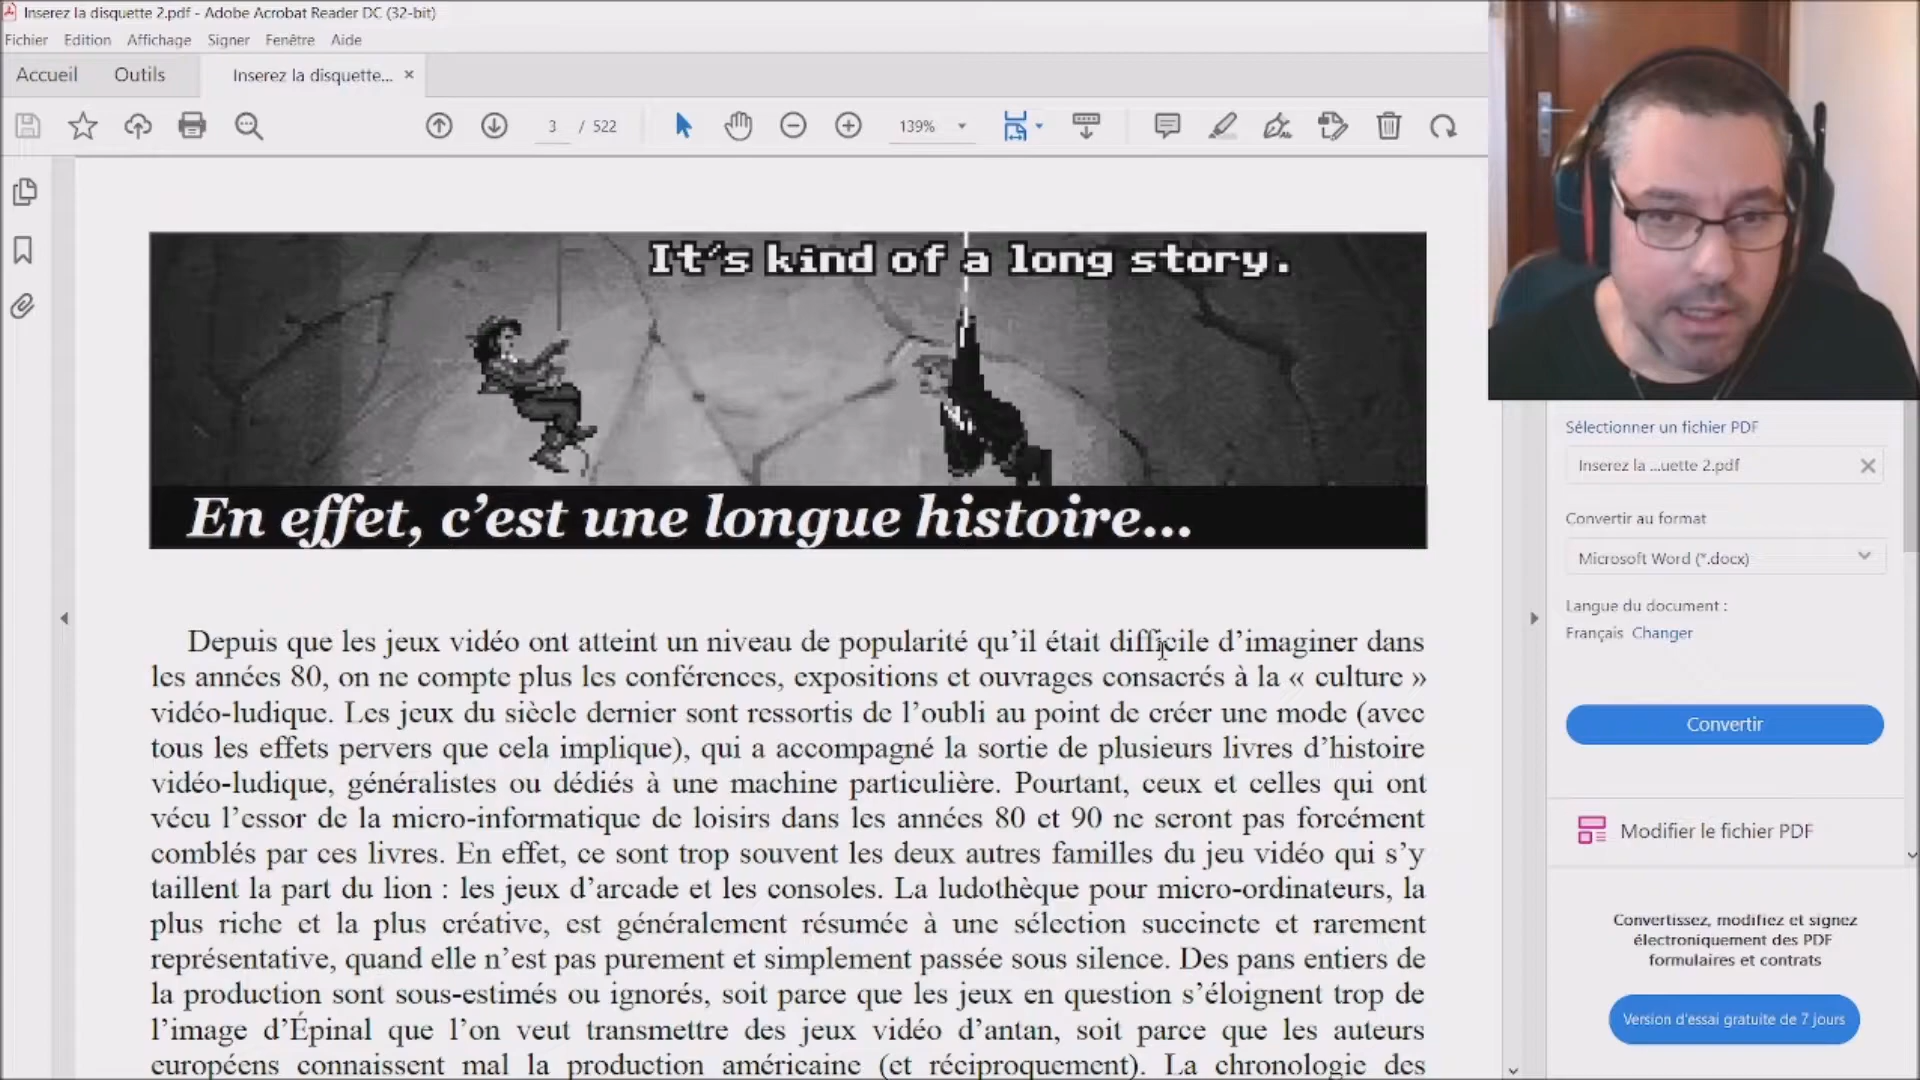 Inserez la disquette 2.pdf - Adobe Acrobat Reader DC (32-bit)
Fichier Edition Affichage Signer Fenêtre Aide
Accueil Outils Inserez la disquette... ×
3 / 522 139%
It's kind of a long story.
En effet, c'est une longue histoire...
Depuis que les jeux vidéo ont atteint un niveau de popularité qu'il était difficile d'imaginer dans
les années 80, on ne compte plus les conférences, expositions et ouvrages consacrés à la « culture »
vidéo-ludique. Les jeux du siècle dernier sont ressortis de l'oubli au point de créer une mode (avec
tous les effets pervers que cela implique), qui a accompagné la sortie de plusieurs livres d'histoire
vidéo-ludique, généralistes ou dédiés à une machine particulière. Pourtant, ceux et celles qui ont
vécu l'essor de la micro-informatique de loisirs dans les années 80 et 90 ne seront pas forcément
comblés par ces livres. En effet, ce sont trop souvent les deux autres familles du jeu vidéo qui s'y
taillent la part du lion : les jeux d'arcade et les consoles. La ludothèque pour micro-ordinateurs, la
plus riche et la plus créative, est généralement résumée à une sélection succincte et rarement
représentative, quand elle n'est pas purement et simplement passée sous silence. Des pans entiers de
la production sont sous-estimés ou ignorés, soit parce que les jeux en question s'éloignent trop de
l'image d'Épinal que l'on veut transmettre des jeux vidéo d'antan, soit parce que les auteurs
européens connaissent mal la production américaine (et réciproquement). La chronologie des
Sélectionner un fichier PDF
Inserez la ...uette 2.pdf
Convertir au format
Microsoft Word (*.docx)
Langue du document :
Français Changer
Convertir
Modifier le fichier PDF
Convertissez, modifiez et signez
électroniquement des PDF
formulaires et contrats
Version d'essai gratuite de 7 jours